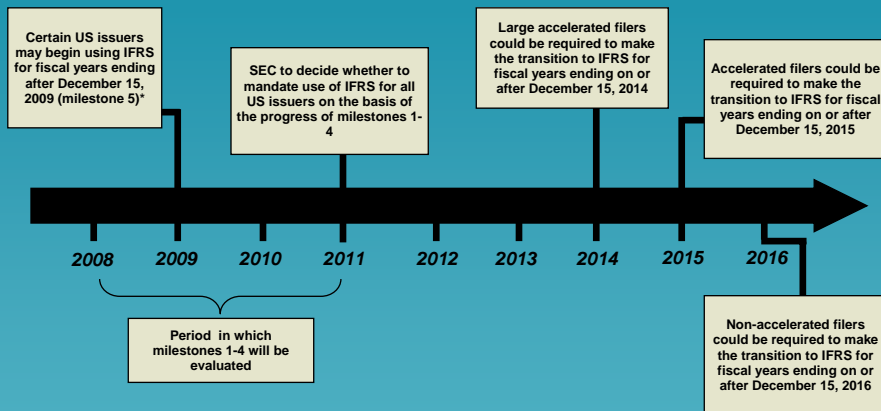 Certain US issuers
may begin using IFRS
for fiscal years ending
after December 15,
2009 (milestone 5)*
SEC to decide whether to
mandate use of IFRS for all
US issuers on the basis of
the progress of milestones 1-
4
Large accelerated filers
could be required to make
the transition to IFRS for
fiscal years ending on or
after December 15, 2014
Accelerated filers could be
required to make the
transition to IFRS for fiscal
years ending on or after
December 15, 2015
2008
2009
2010
2011
2012
2013
2014
2015
2016
Period in which
milestones 1-4 will be
evaluated
Non-accelerated filers
could be required to make
the transition to IFRS for
fiscal years ending on or
after December 15, 2016